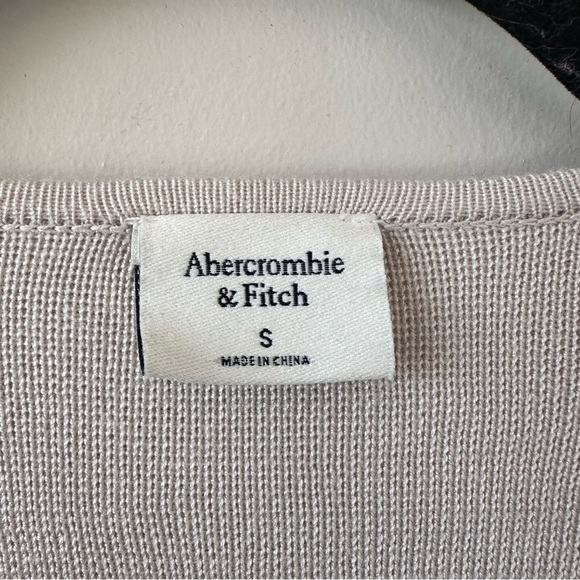 Abercrombie
& Fitch
S
MADE IN CHINA